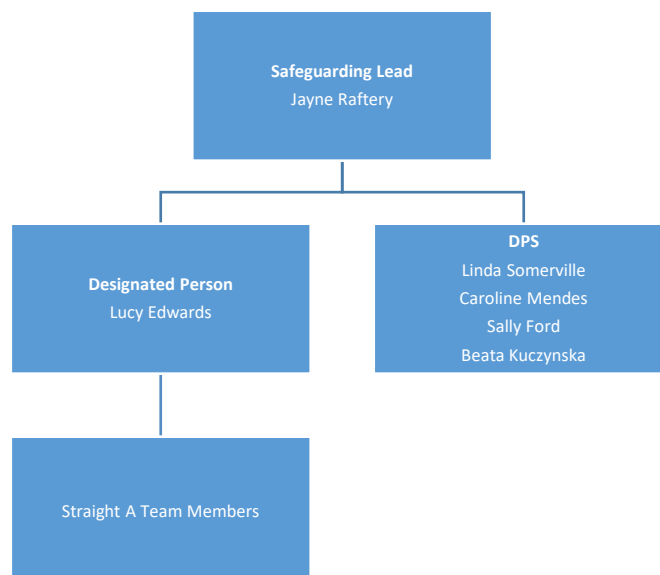 Safeguarding Lead
Jayne Raftery
Designated Person
Lucy Edwards
DPS
Linda Somerville
Caroline Mendes
Sally Ford
Beata Kuczynska
Straight A Team Members